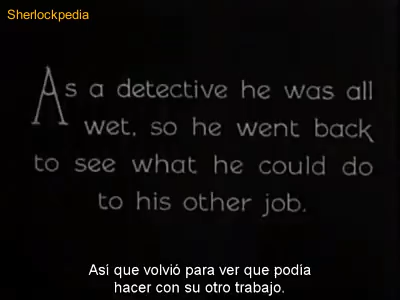 Sherlockpedia
As a detective he was all
wet, so he went back
to see what he could do
to his other job.
Así que volvió para ver que podía
hacer con su otro trabajo.